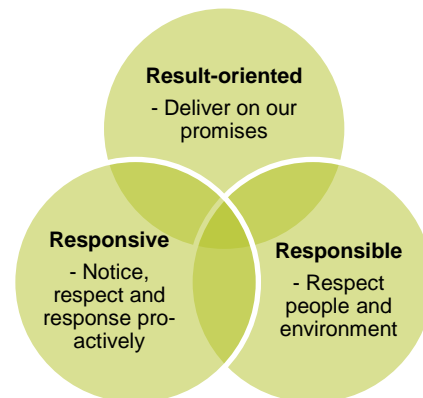 Result-oriented
- Deliver on our
promises
Responsive
- Notice,
respect and
response pro-
actively
Responsible
- Respect
people and
environment